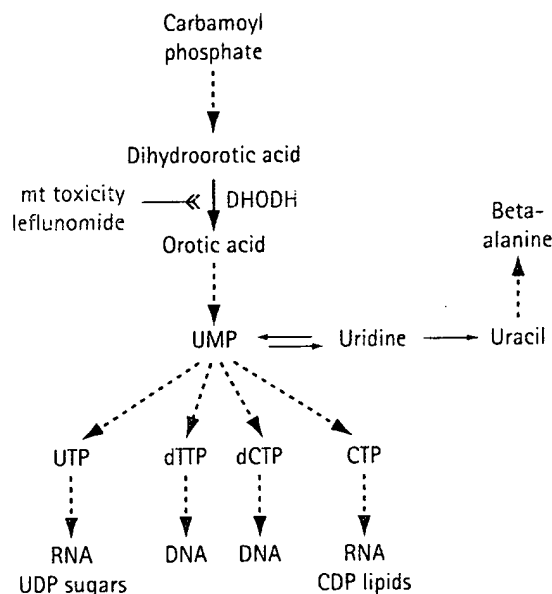 Carbamoyl
phosphate
Dihydroorotic acid
mt toxicity
leflunomide
DHODH
Orotic acid
Beta-
alanine
UMP
Uridine
Uracil
UTP
dTTP
dCTP
CTP
RNA
UDP sugars
DNA
DNA
RNA
CDP lipids